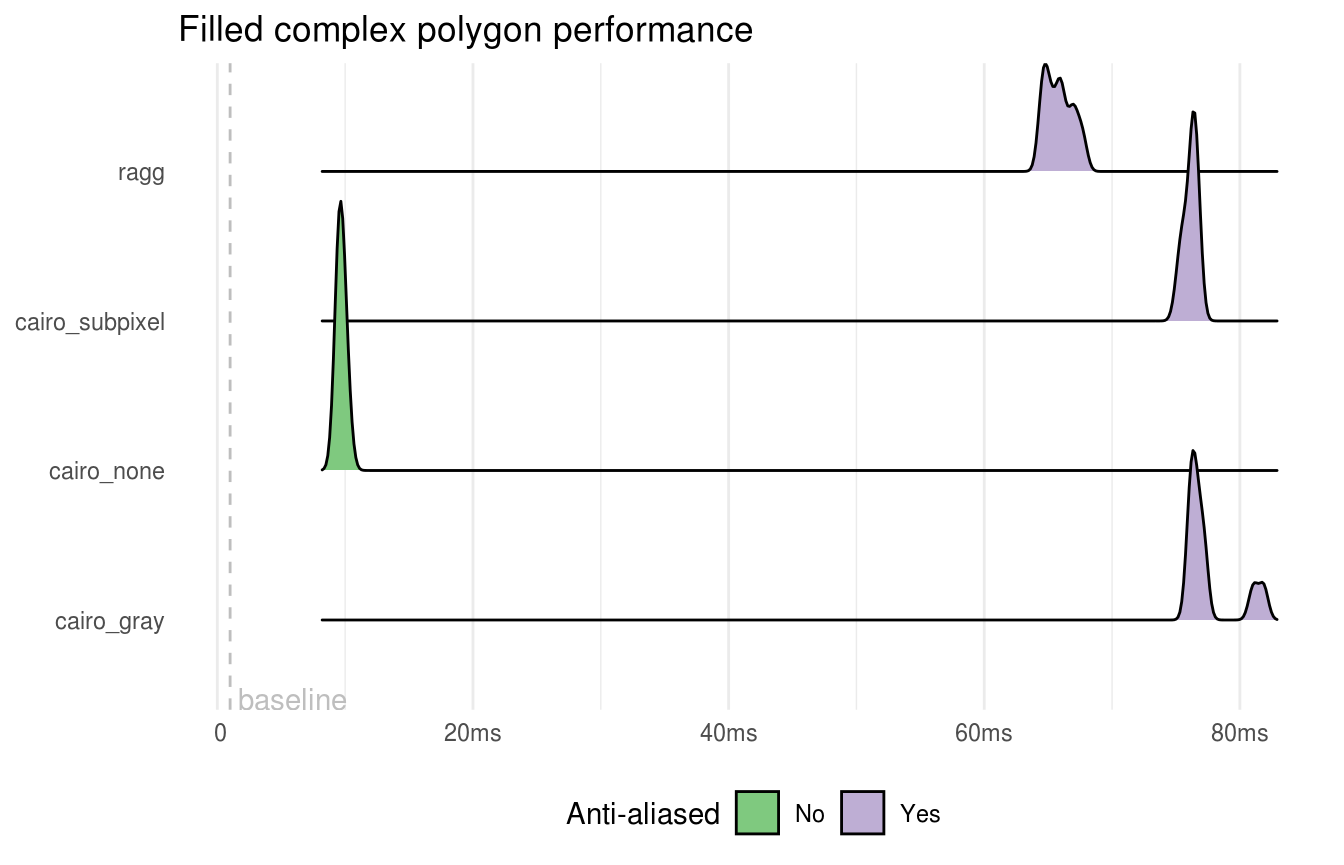 Filled complex polygon performance
ragg
cairo_subpixel
cairo_none
cairo_gray
baseline
0 20ms 40ms 60ms 80ms
Anti-aliased No Yes